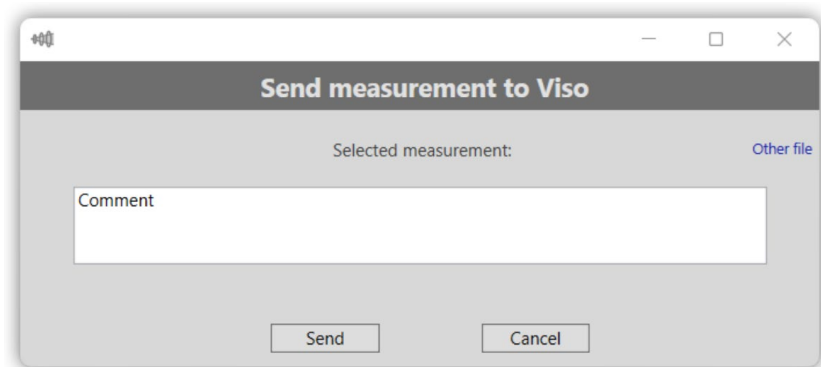 Send measurement to Viso
Selected measurement:
Other file
Comment
Send
Cancel